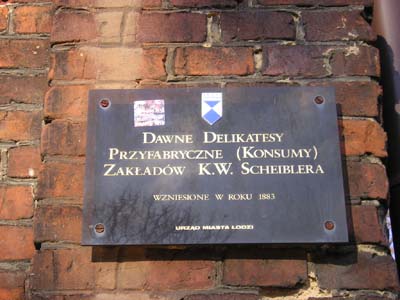 Dawne Delikatesy
Przyfabryczne (Konsumy)
Zakładów K.W. Scheiblera
wzniesione w roku 1883
URZĄD MIASTA ŁODZI